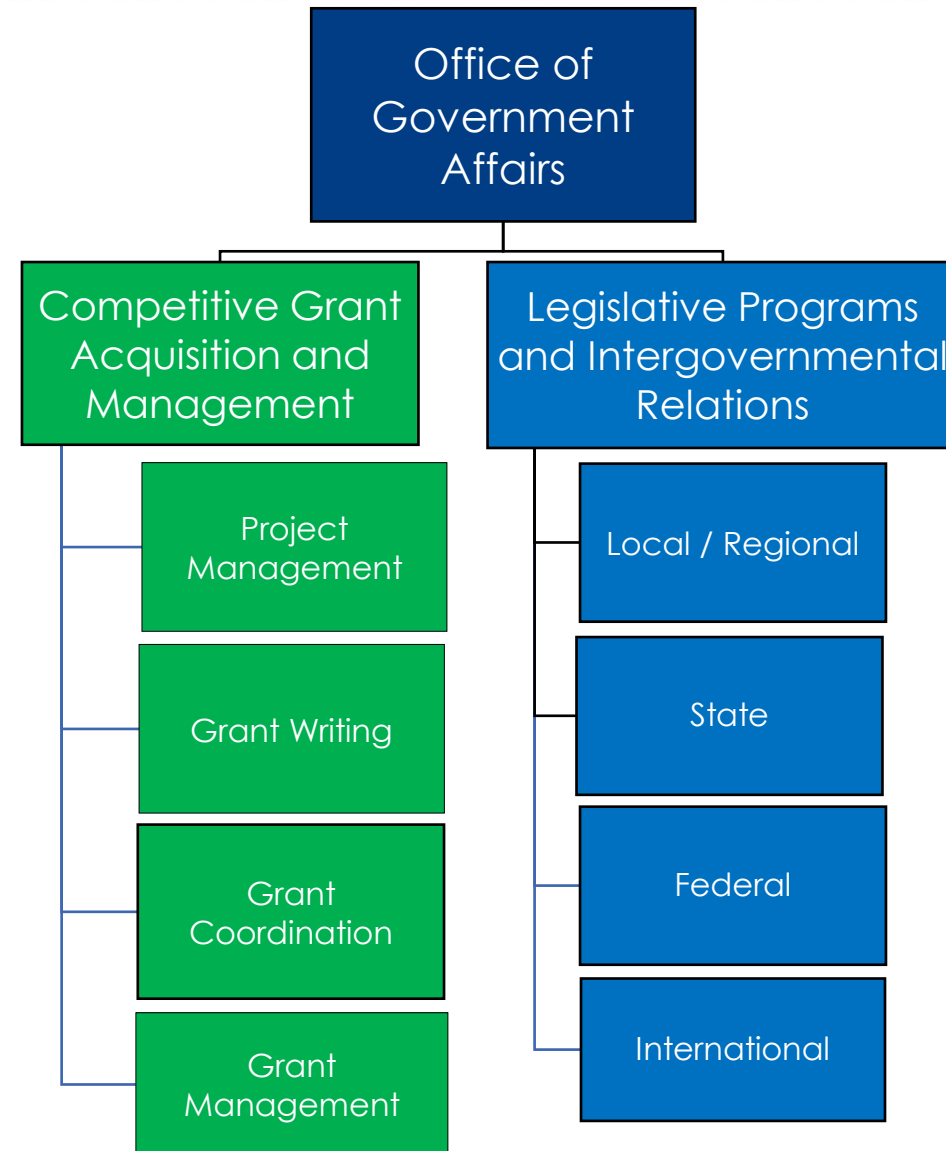 Office of
Government
Affairs
Competitive Grant
Acquisition and
Management
Project
Management
Grant Writing
Grant
Coordination
Grant
Management
Legislative Programs
and Intergovernmental
Relations
Local / Regional
State
Federal
International